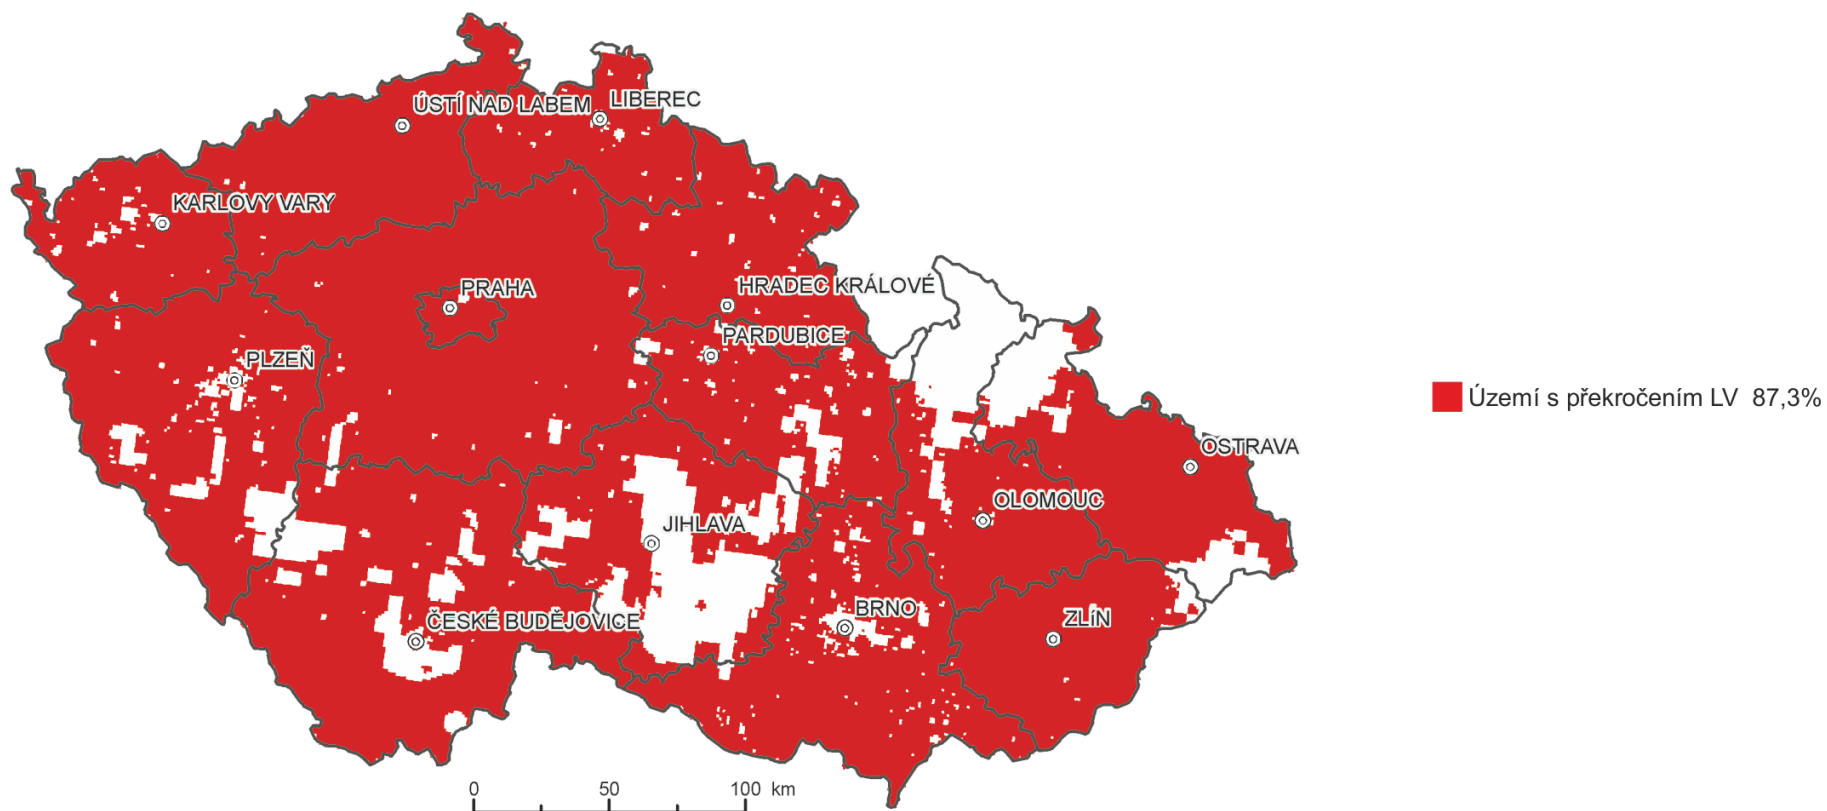 ÚSTÍ NAD LABEM
LIBEREC
KARLOVY VARY
PRAHA
HRADEC KRÁLOVÉ
PARDUBICE
PLZEŇ
Území s překročením LV 87,3%
OSTRAVA
OLOMOUC
JIHLAVA
BRNO
ČESKÉ BUDĚJOVICE
ZLíN
0 50 100 km